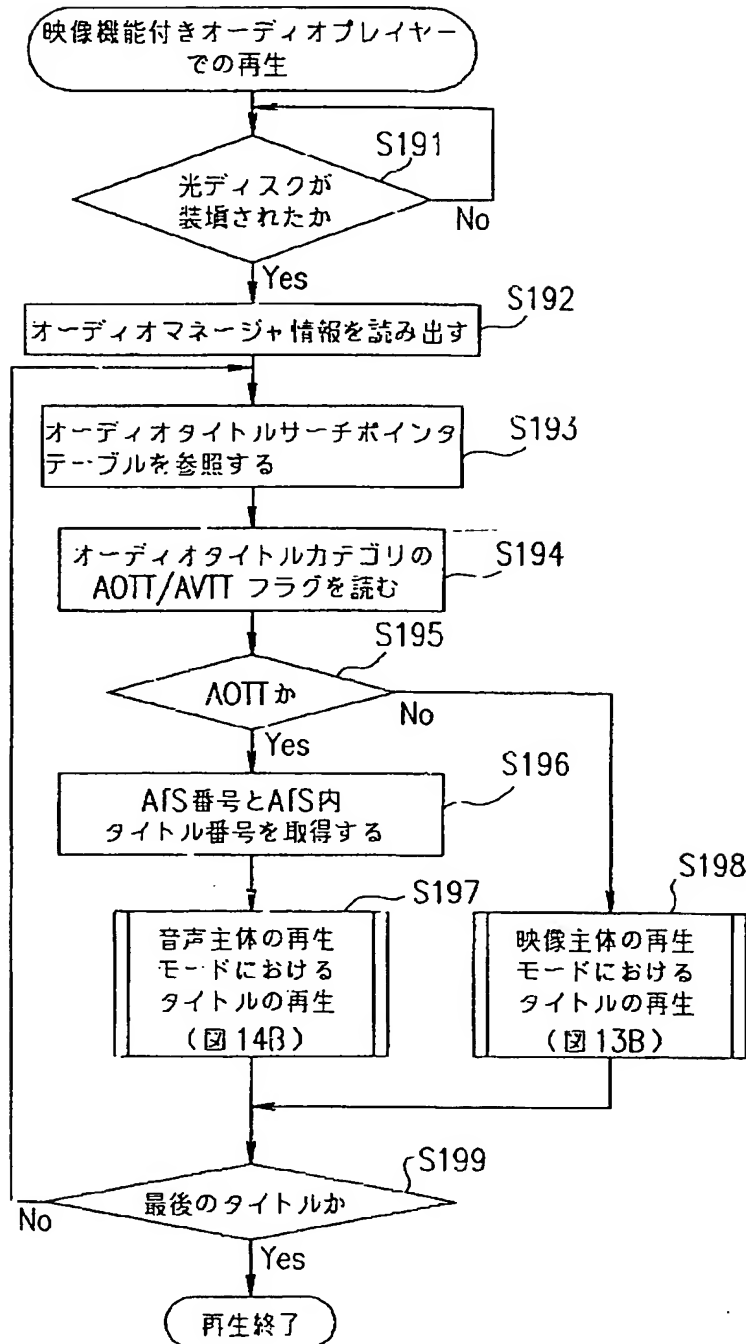 映像機能付きオーディオプレイヤー
での再生
S191
光ディスクが
装填されたか
No
Yes
S192
オーディオマネージャ情報を読み出す
S193
オーディオタイトルサーチポインタ
テーブルを参照する
S194
オーディオタイトルカテゴリの
AOTT/AVTT フラグを読む
S195
AOTTか
No
Yes
S196
ATS番号とATS内
タイトル番号を取得する
S197
S198
音声主体の再生
モードにおける
タイトルの再生
(図14B)
映像主体の再生
モードにおける
タイトルの再生
(図13B)
S199
最後のタイトルか
No
Yes
再生終了